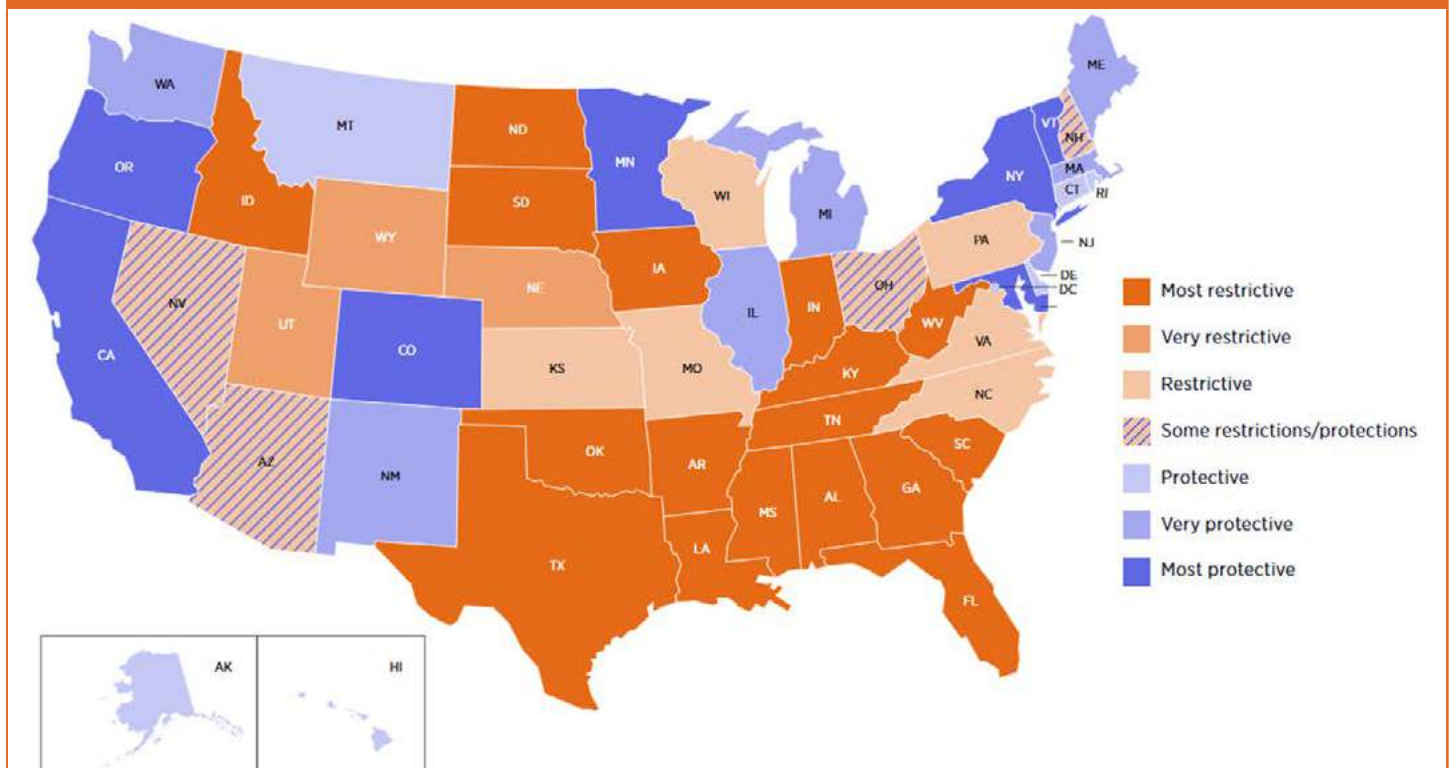 WA
MT
ND
MN
ME
VT
NH
OR
ID
SD
WI
NY
MA
CT
RI
WY
MI
PA
NJ
IA
NE
DE
DC
NV
UT
OH
IL
IN
WV
CA
CO
KS
MO
VA
KY
NC
TN
AZ
NM
OK
AR
SC
MS
AL
GA
LA
TX
FL
AK
HI
Most restrictive
Very restrictive
Restrictive
Some restrictions/protections
Protective
Very protective
Most protective